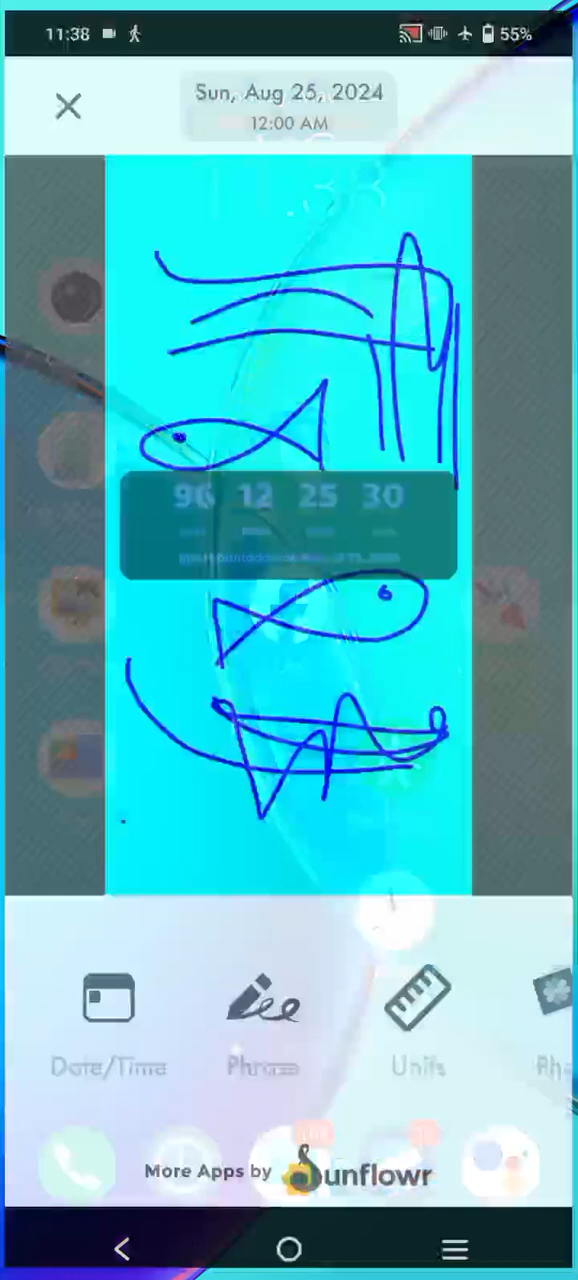 11:38
55%
Sun, Aug 25, 2024
12:00 AM
96 12 25 30
Date/Time
Phrase
Units
More Apps by Sunflowr